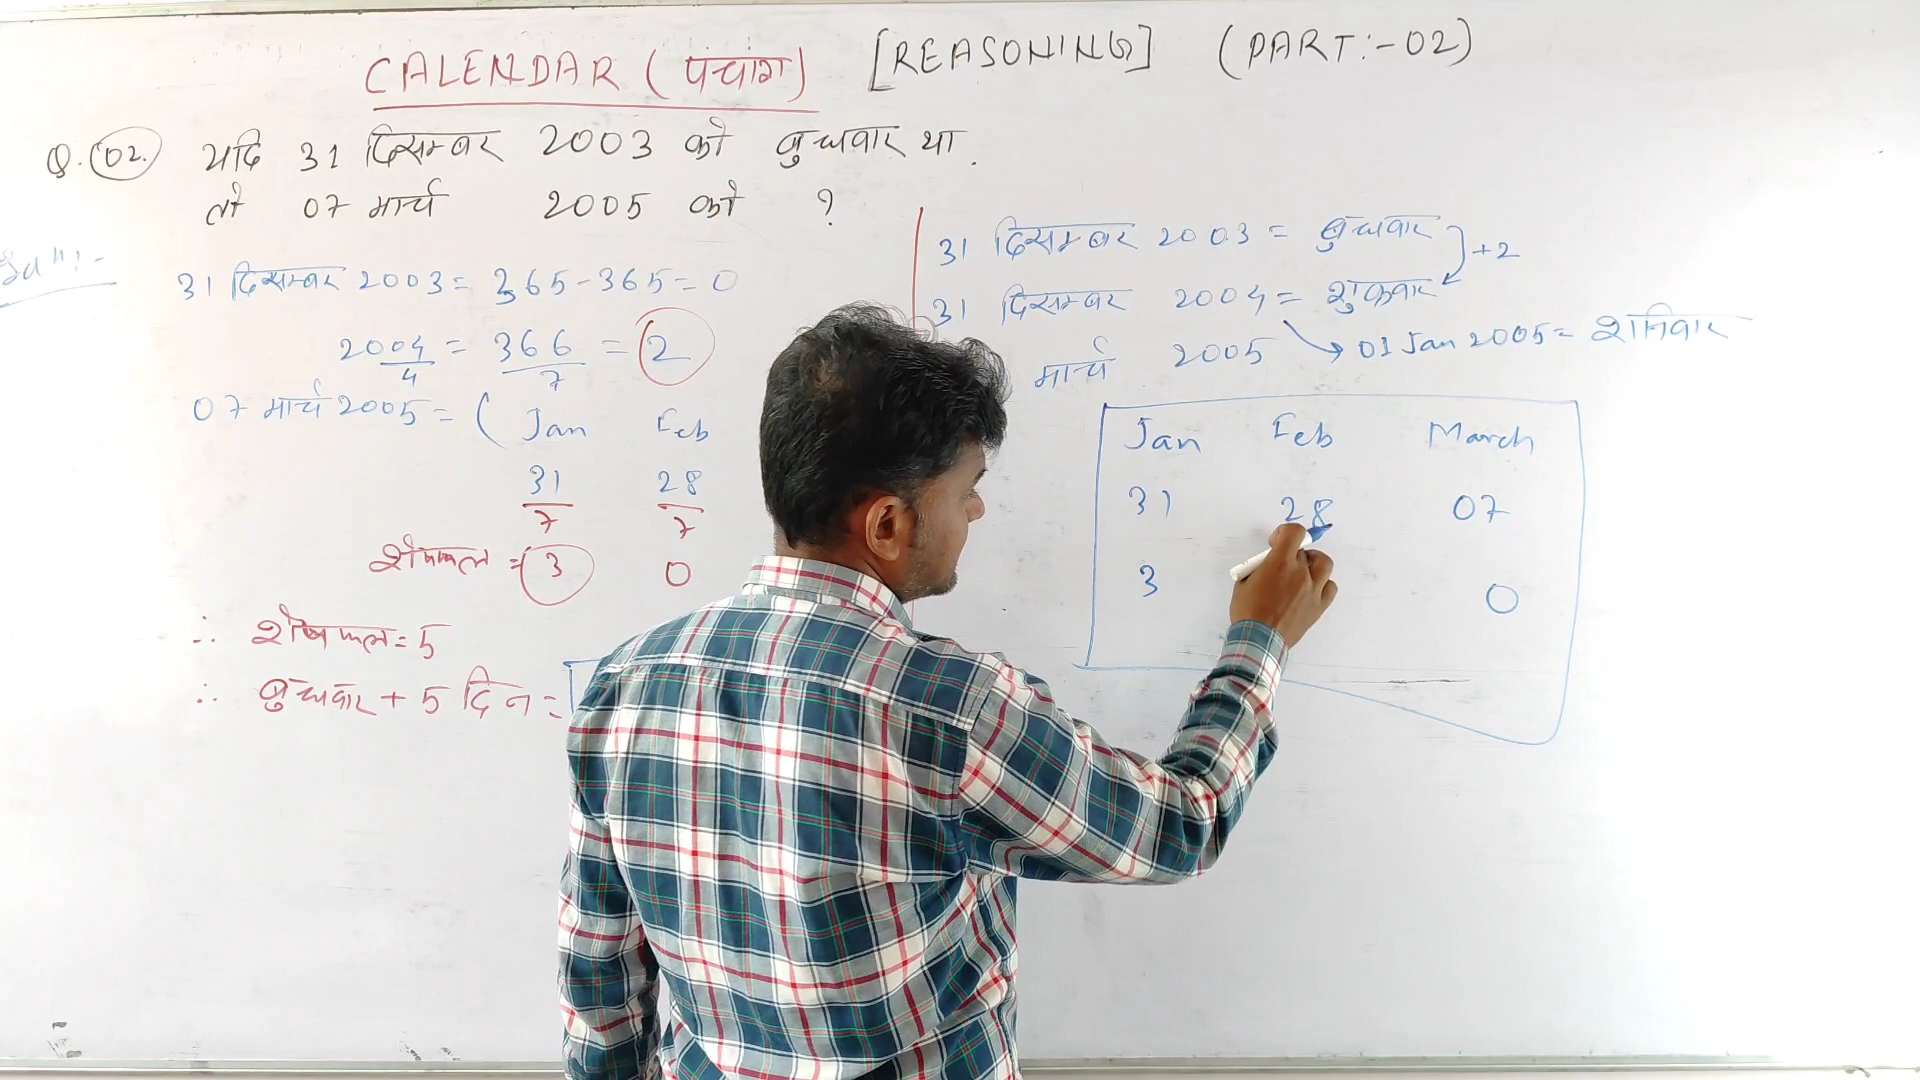 CALENDAR (पंचांग) [REASONING] (PART:-02)
Q.02. यदि 31 दिसम्बर 2003 को बुधवार था.
तो 07 मार्च 2005 को ?
Solⁿ:-
31 दिसम्बर 2003 = 365-365=0
2004/4 = 366/7 = 2
07 मार्च 2005 = ( Jan Feb
31/7 28/7
शेषफल = 3 0
∴ शेषफल = 5
∴ बुधवार + 5 दिन =
31 दिसम्बर 2003 = बुधवार +2
31 दिसम्बर 2004 = शुक्रवार
मार्च 2005 → 01 Jan 2005 = शनिवार
Jan Feb March
31 28 07
3 0